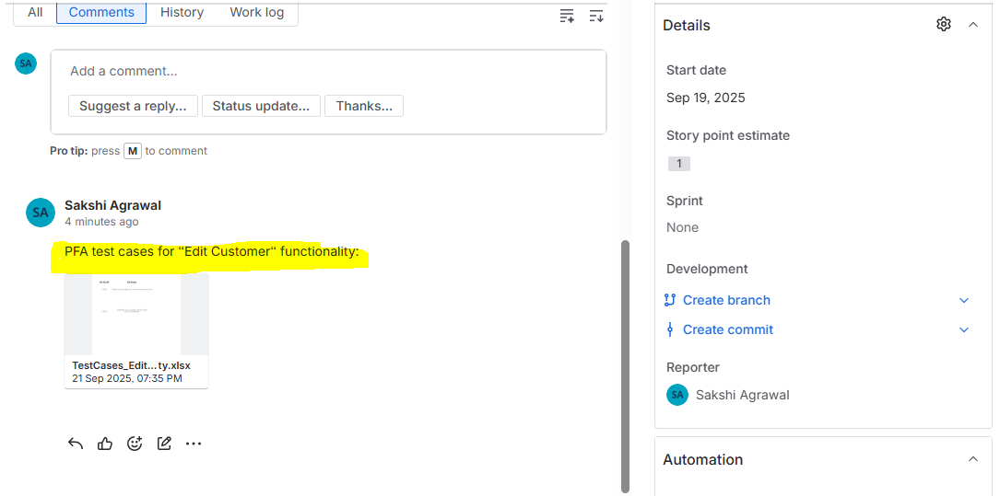 All Comments History Work log
SA
Add a comment...
Suggest a reply... Status update... Thanks...
Pro tip: press M to comment
SA
Sakshi Agrawal
4 minutes ago
PFA test cases for "Edit Customer" functionality:
TestCases_Edit...ty.xlsx
21 Sep 2025, 07:35 PM
Details
Start date
Sep 19, 2025
Story point estimate
1
Sprint
None
Development
Create branch
Create commit
Reporter
SA Sakshi Agrawal
Automation